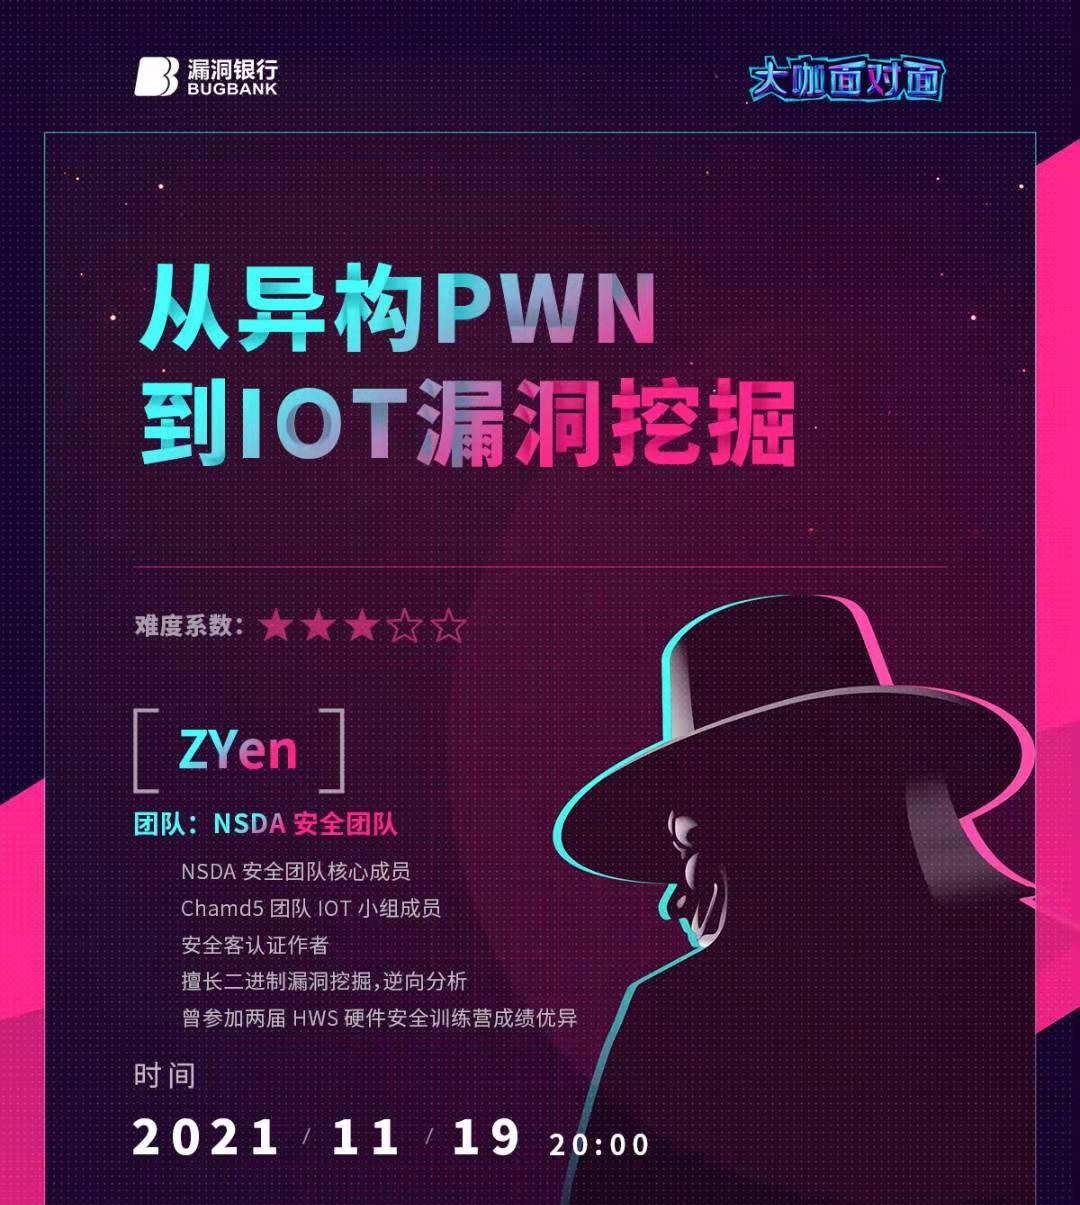 漏洞银行
BUGBANK
大咖面对面
从异构PWN
到IOT漏洞挖掘
难度系数：
ZYen
团队：NSDA 安全团队
NSDA 安全团队核心成员
Chamd5 团队 IOT 小组成员
安全客认证作者
擅长二进制漏洞挖掘，逆向分析
曾参加两届 HWS 硬件安全训练营成绩优异
时间
2021 / 11 / 19 20:00